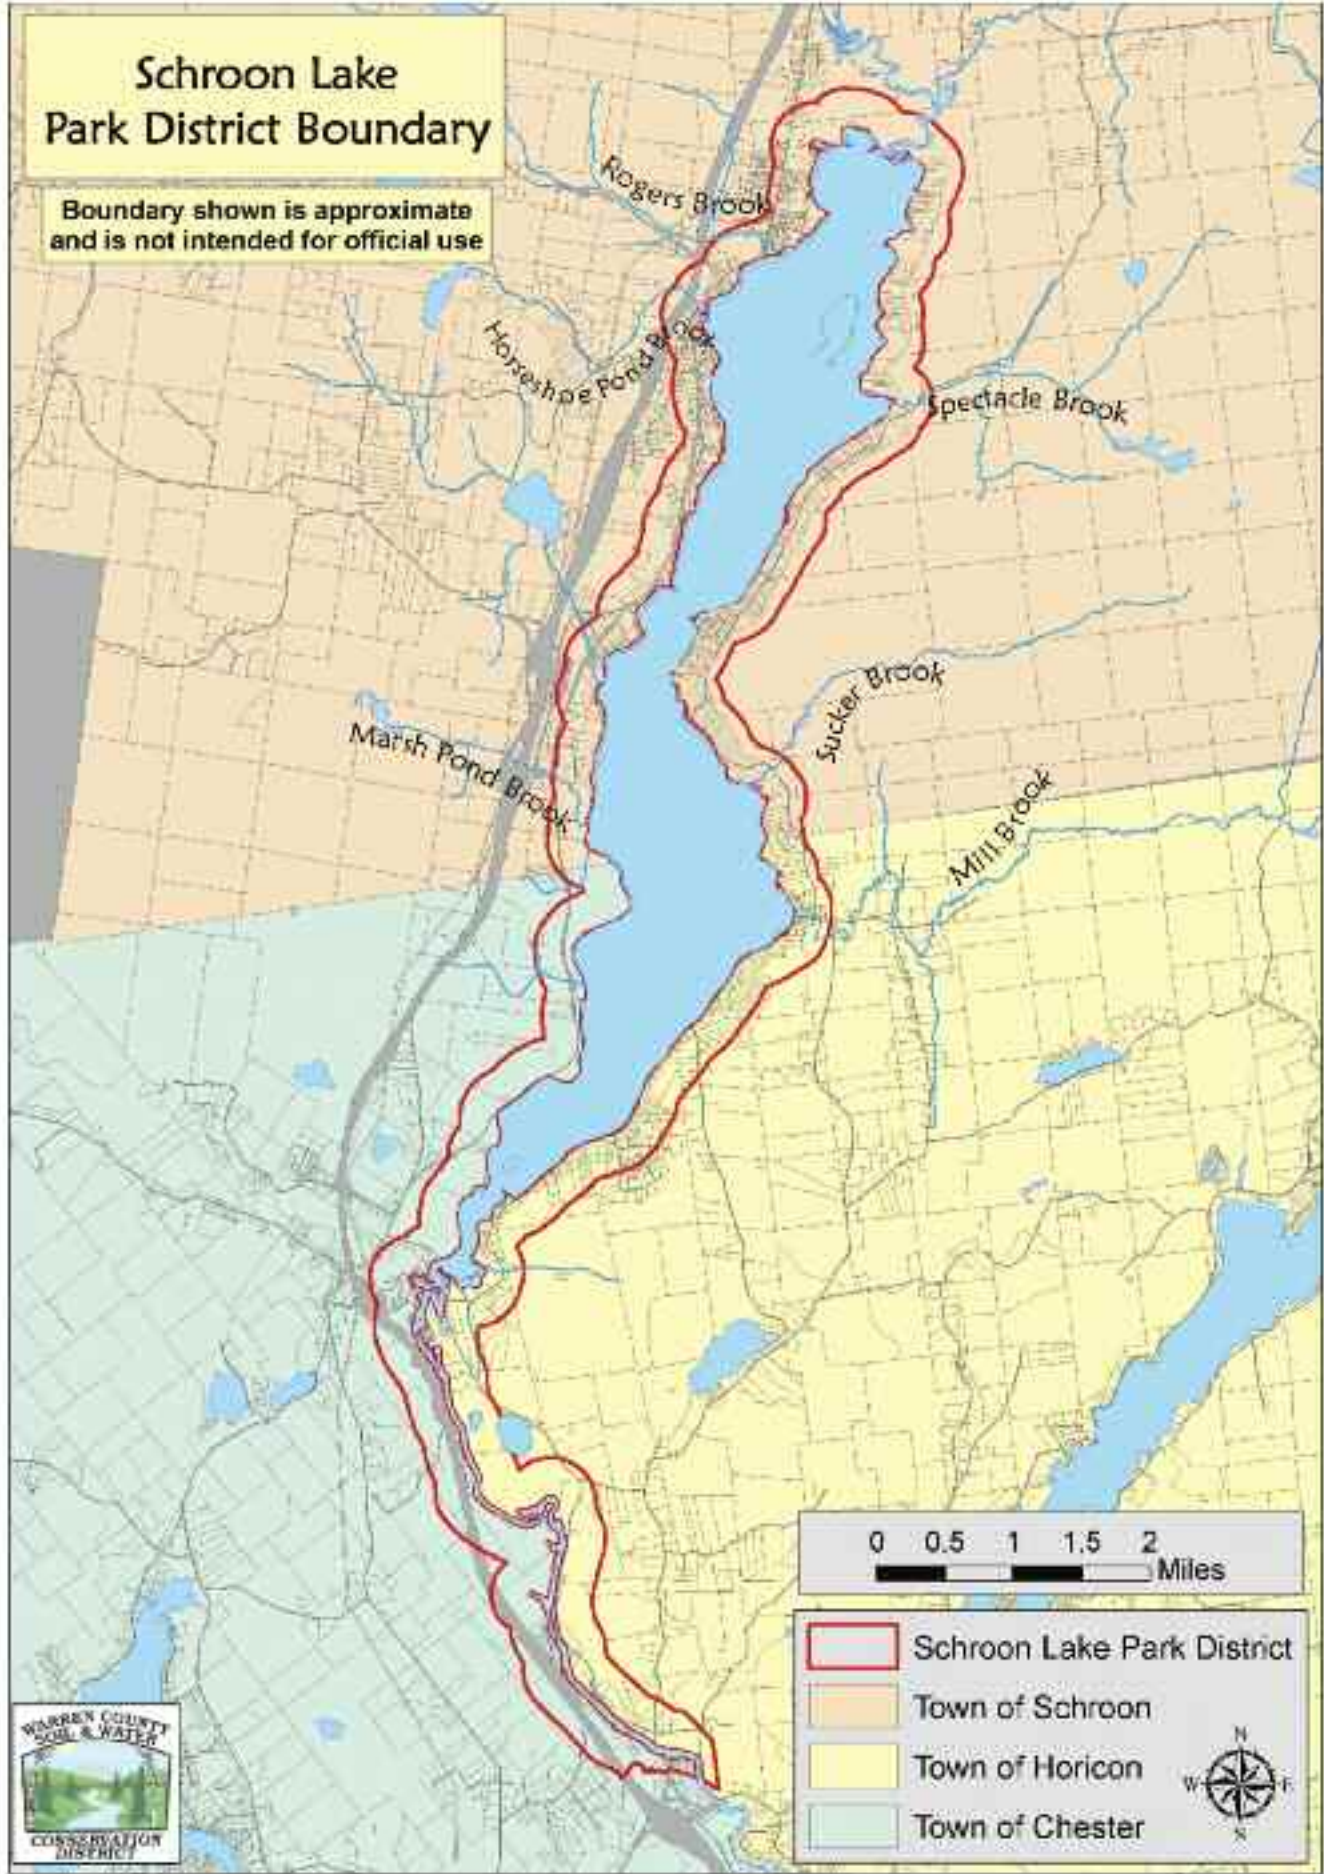 Schroon Lake
Park District Boundary
Boundary shown is approximate
and is not intended for official use
Rogers Brook
Horseshoe Pond Brook
Spectacle Brook
Sucker Brook
Marsh Pond Brook
Mill Brook
0 0.5 1 1.5 2
Miles
Schroon Lake Park District
Town of Schroon
Town of Horicon
Town of Chester
N
W E
S
WARREN COUNTY
SOIL & WATER
CONSERVATION
DISTRICT